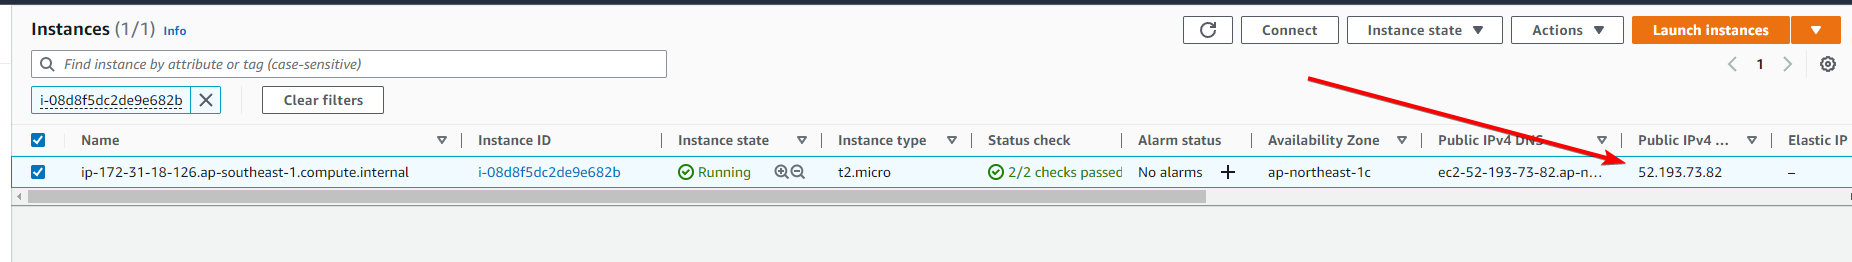 Instances (1/1) Info Connect Instance state Actions Launch instances
Find instance by attribute or tag (case-sensitive) 1
i-08d8f5dc2de9e682b Clear filters
Name Instance ID Instance state Instance type Status check Alarm status Availability Zone Public IPv4 DNS Public IPv4 ... Elastic IP
ip-172-31-18-126.ap-southeast-1.compute.internal i-08d8f5dc2de9e682b Running t2.micro 2/2 checks passed No alarms + ap-northeast-1c ec2-52-193-73-82.ap-n... 52.193.73.82 –